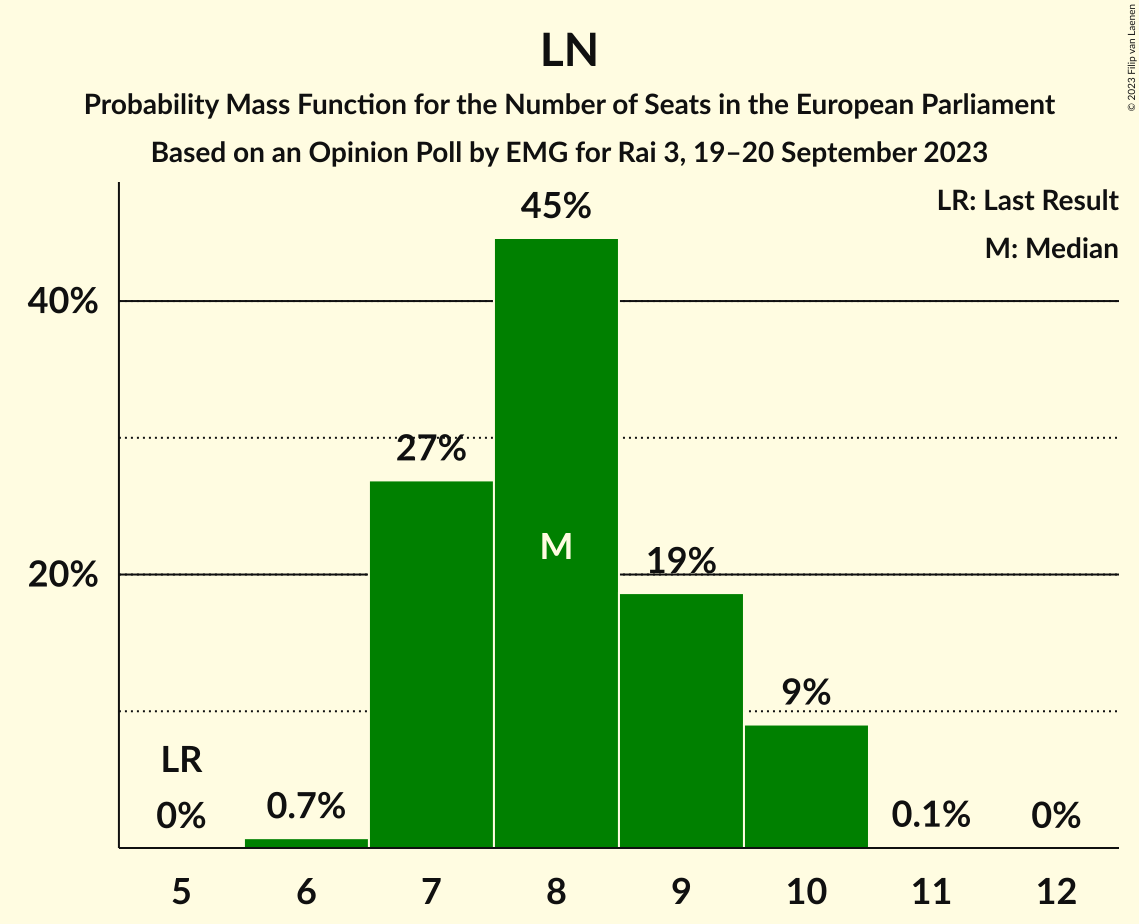 LN
Probability Mass Function for the Number of Seats in the European Parliament
Based on an Opinion Poll by EMG for Rai 3, 19–20 September 2023
© 2023 Filip van Laenen
LR: Last Result
M: Median
45%
40%
27%
M
19%
20%
9%
LR
0%
0.7%
0.1%
0%
5 6 7 8 9 10 11 12